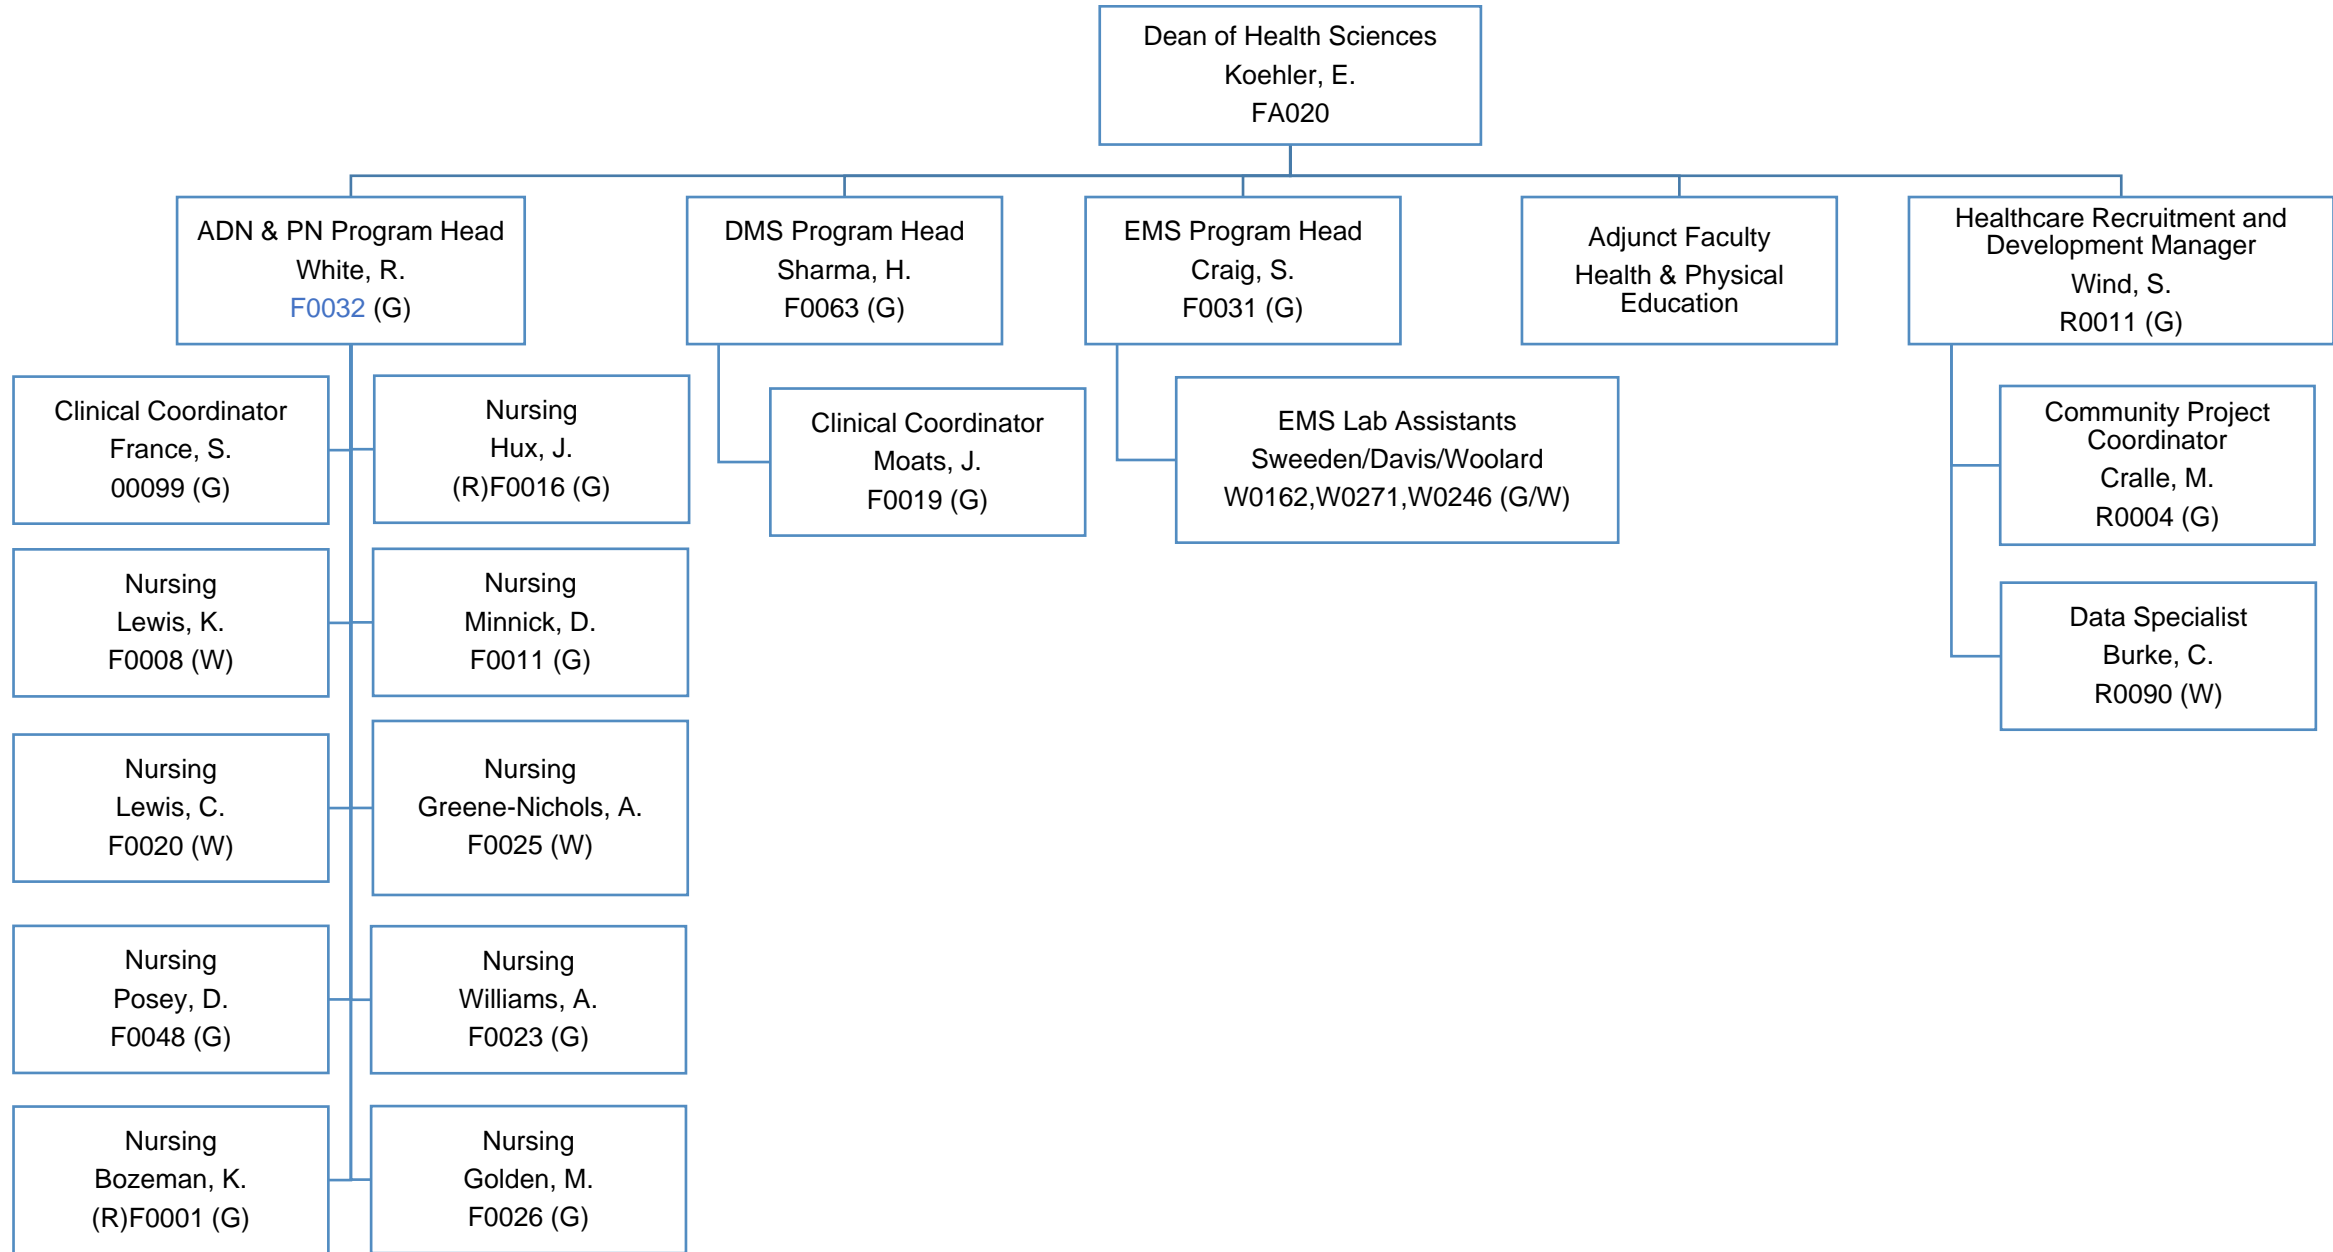 Dean of Health Sciences
Koehler, E.
FA020
ADN & PN Program Head
White, R.
F0032 (G)
DMS Program Head
Sharma, H.
F0063 (G)
EMS Program Head
Craig, S.
F0031 (G)
Adjunct Faculty
Health & Physical
Education
Healthcare Recruitment and
Development Manager
Wind, S.
R0011 (G)
Clinical Coordinator
France, S.
00099 (G)
Nursing
Hux, J.
(R)F0016 (G)
Clinical Coordinator
Moats, J.
F0019 (G)
EMS Lab Assistants
Sweeden/Davis/Woolard
W0162,W0271,W0246 (G/W)
Community Project
Coordinator
Cralle, M.
R0004 (G)
Nursing
Lewis, K.
F0008 (W)
Nursing
Minnick, D.
F0011 (G)
Data Specialist
Burke, C.
R0090 (W)
Nursing
Lewis, C.
F0020 (W)
Nursing
Greene-Nichols, A.
F0025 (W)
Nursing
Posey, D.
F0048 (G)
Nursing
Williams, A.
F0023 (G)
Nursing
Bozeman, K.
(R)F0001 (G)
Nursing
Golden, M.
F0026 (G)